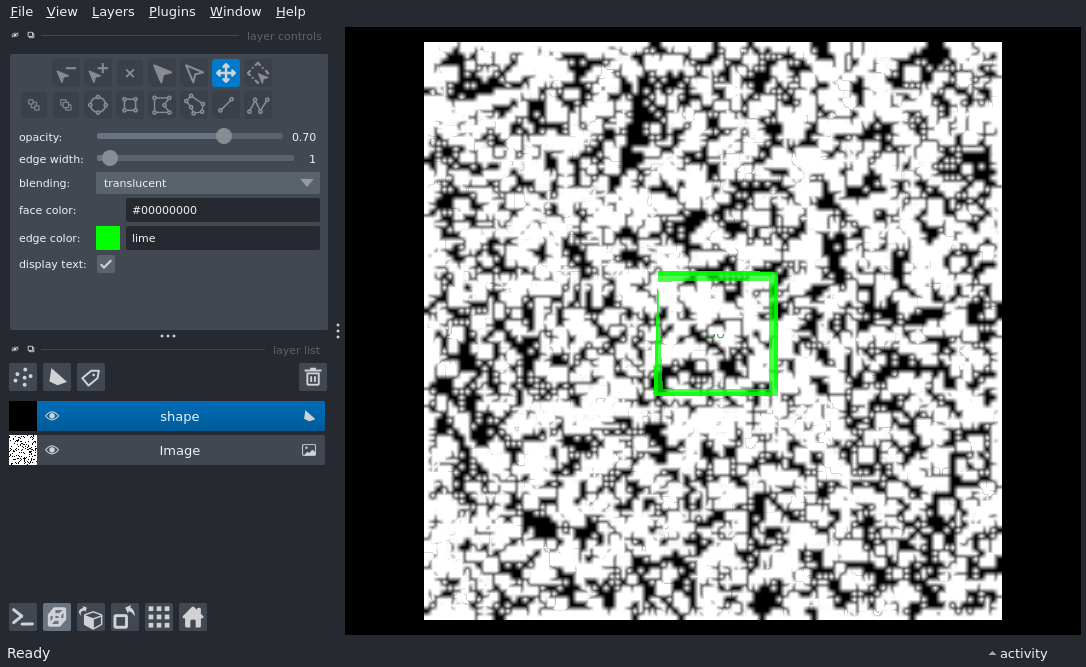 File View Layers Plugins Window Help
layer controls
opacity: 0.70
edge width: 1
blending: translucent
face color: #00000000
edge color: lime
display text:
layer list
shape
Image
Ready
activity